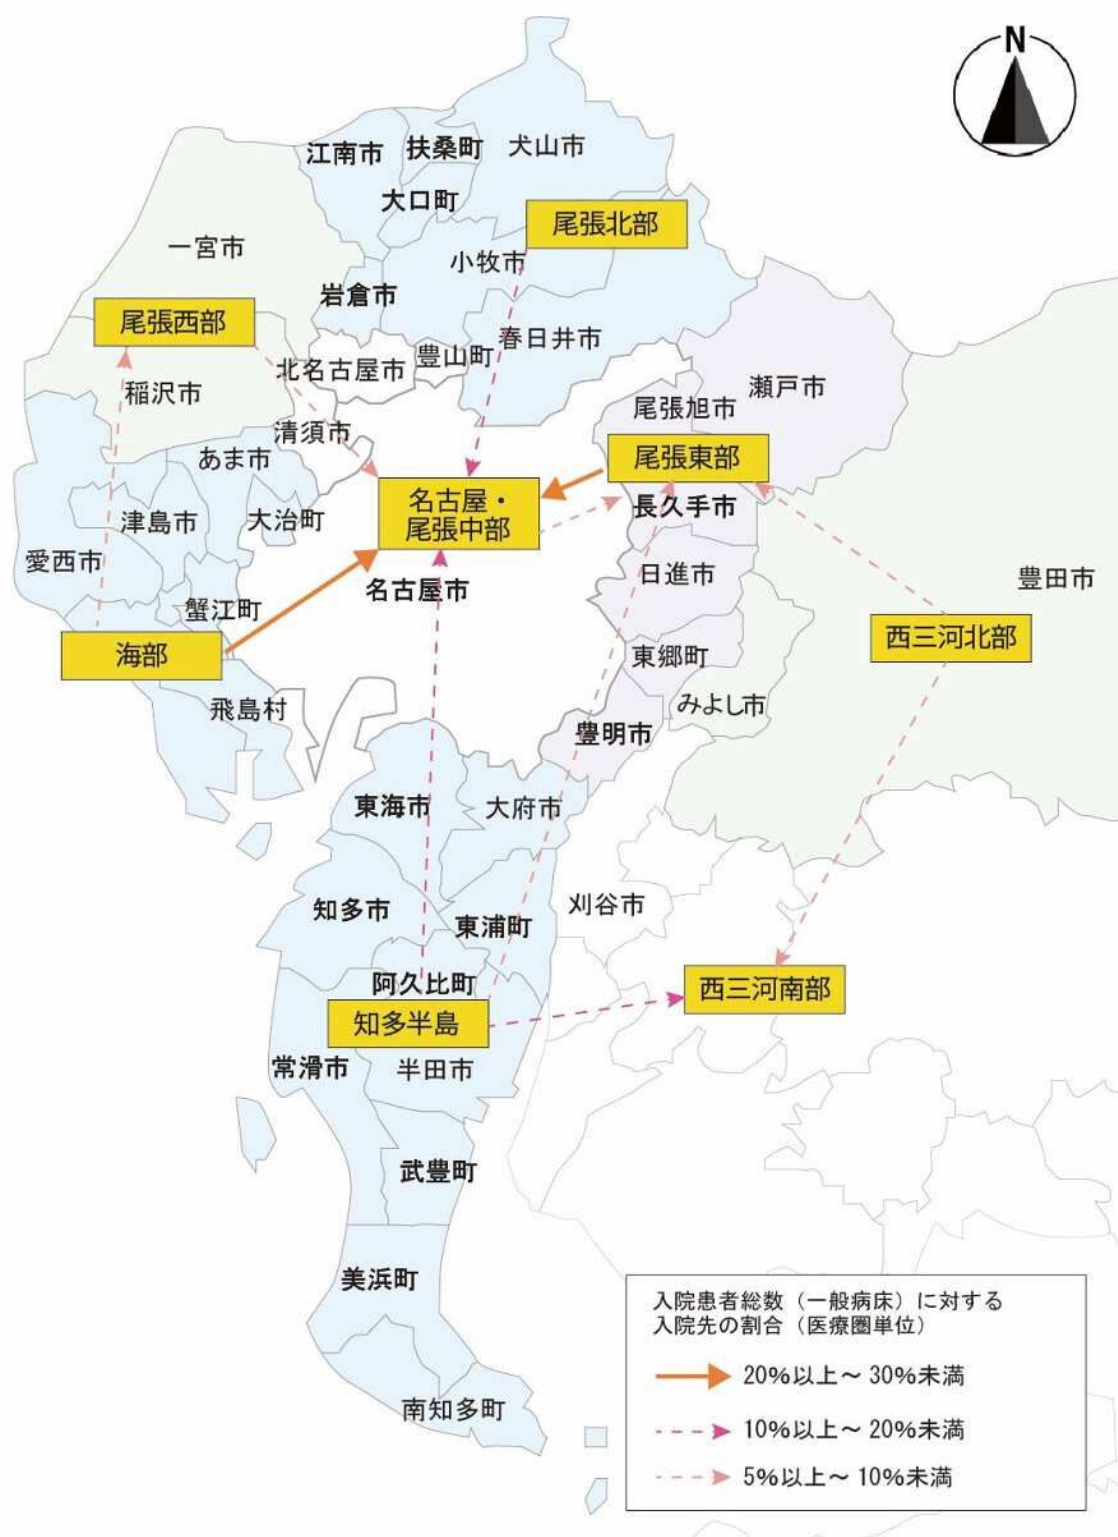 N
江南市
扶桑町
犬山市
大口町
尾張北部
一宮市
小牧市
岩倉市
尾張西部
春日井市
豊山町
北名古屋市
瀬戸市
稲沢市
尾張旭市
清須市
あま市
尾張東部
名古屋・
尾張中部
長久手市
津島市
大治町
愛西市
日進市
豊田市
名古屋市
蟹江町
西三河北部
海部
東郷町
飛島村
みよし市
豊明市
東海市
大府市
知多市
刈谷市
東浦町
阿久比町
西三河南部
知多半島
常滑市
半田市
武豊町
美浜町
南知多町
入院患者総数（一般病床）に対する
入院先の割合（医療圏単位）
20%以上～30%未満
10%以上～20%未満
5%以上～10%未満